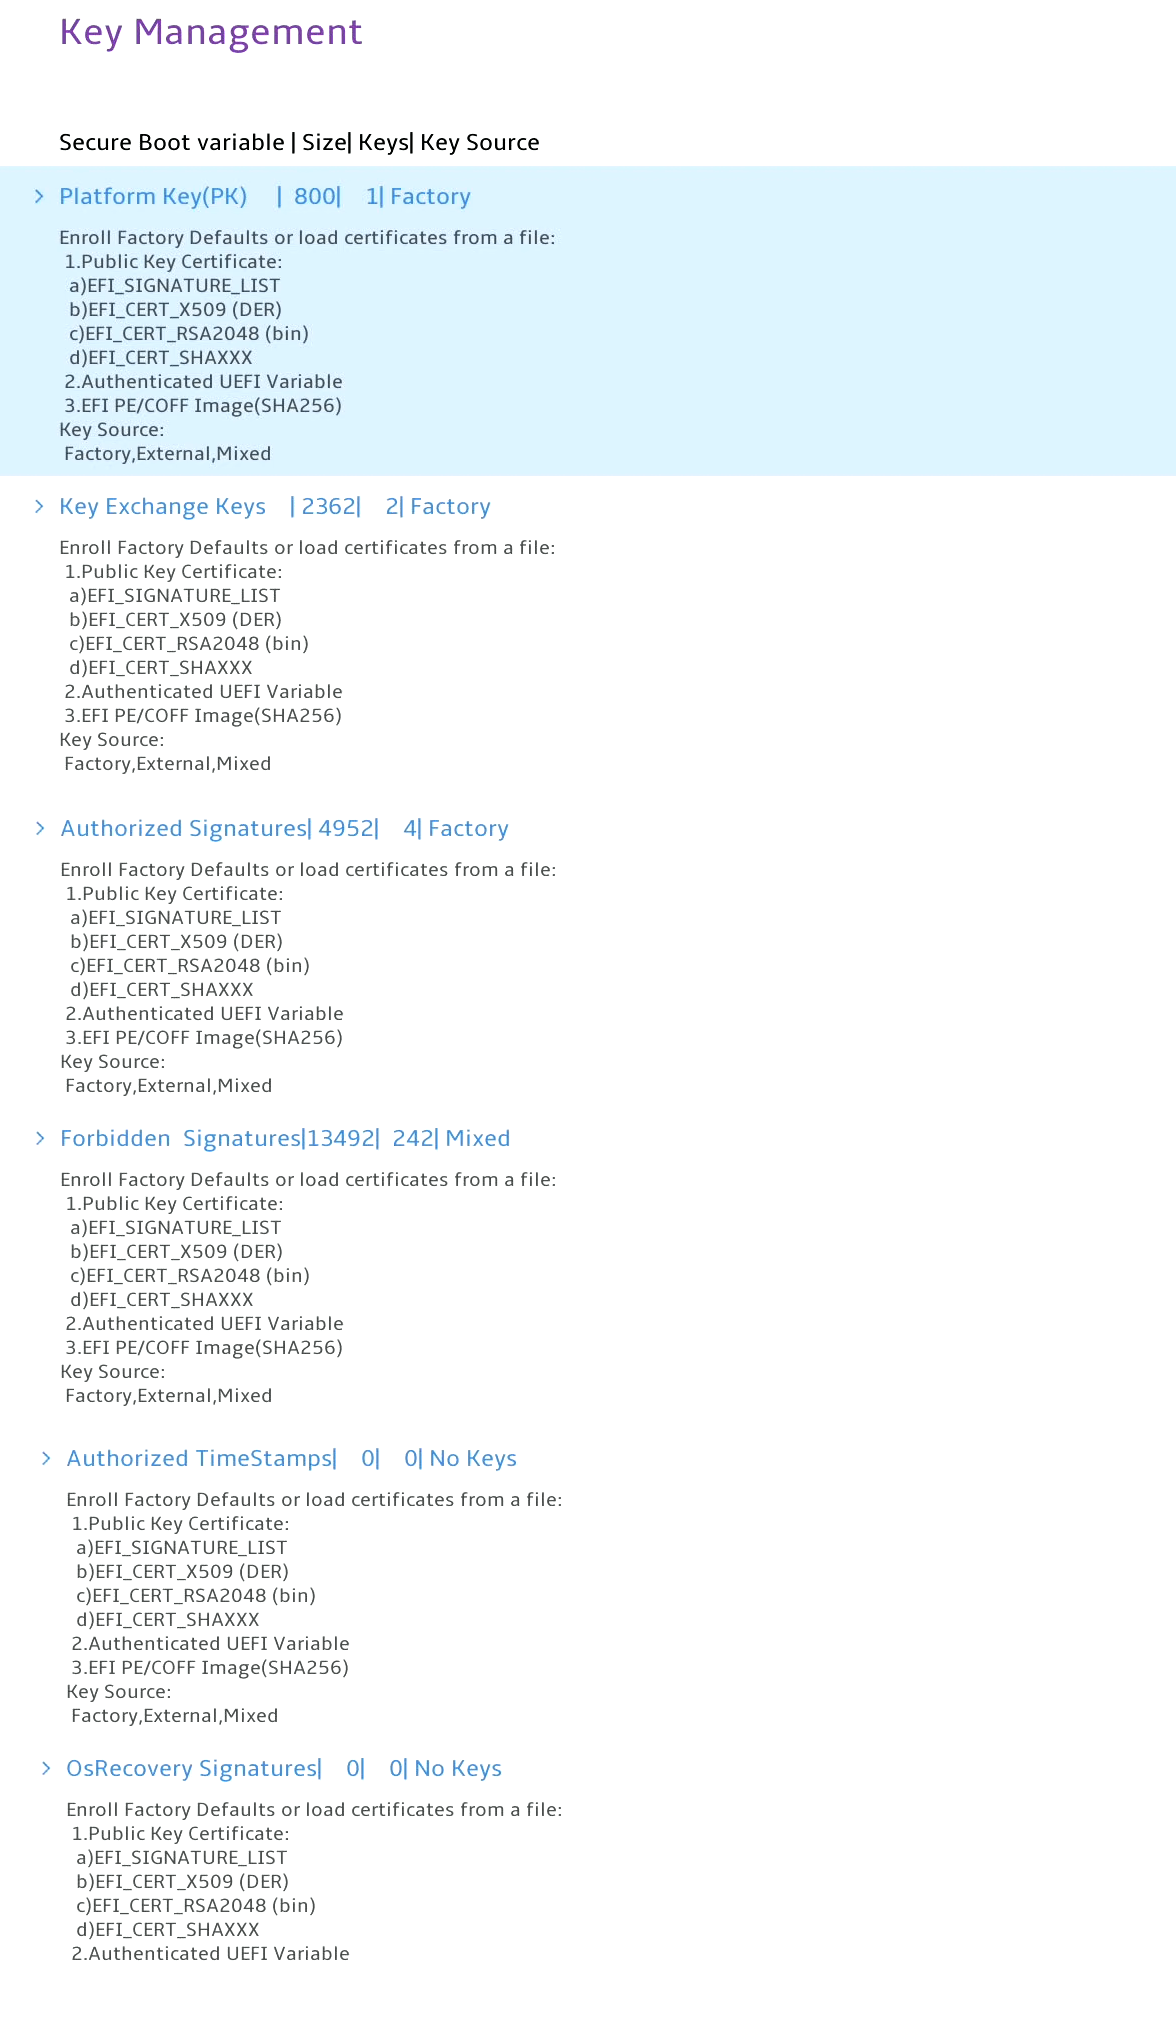 Key Management
Secure Boot variable | Size| Keys| Key Source
> Platform Key(PK)     |  800|    1| Factory
Enroll Factory Defaults or load certificates from a file:
 1.Public Key Certificate:
  a)EFI_SIGNATURE_LIST
  b)EFI_CERT_X509 (DER)
  c)EFI_CERT_RSA2048 (bin)
  d)EFI_CERT_SHAXXX
 2.Authenticated UEFI Variable
 3.EFI PE/COFF Image(SHA256)
Key Source:
 Factory,External,Mixed
> Key Exchange Keys    | 2362|    2| Factory
Enroll Factory Defaults or load certificates from a file:
 1.Public Key Certificate:
  a)EFI_SIGNATURE_LIST
  b)EFI_CERT_X509 (DER)
  c)EFI_CERT_RSA2048 (bin)
  d)EFI_CERT_SHAXXX
 2.Authenticated UEFI Variable
 3.EFI PE/COFF Image(SHA256)
Key Source:
 Factory,External,Mixed
> Authorized Signatures| 4952|    4| Factory
Enroll Factory Defaults or load certificates from a file:
 1.Public Key Certificate:
  a)EFI_SIGNATURE_LIST
  b)EFI_CERT_X509 (DER)
  c)EFI_CERT_RSA2048 (bin)
  d)EFI_CERT_SHAXXX
 2.Authenticated UEFI Variable
 3.EFI PE/COFF Image(SHA256)
Key Source:
 Factory,External,Mixed
> Forbidden  Signatures|13492|  242| Mixed
Enroll Factory Defaults or load certificates from a file:
 1.Public Key Certificate:
  a)EFI_SIGNATURE_LIST
  b)EFI_CERT_X509 (DER)
  c)EFI_CERT_RSA2048 (bin)
  d)EFI_CERT_SHAXXX
 2.Authenticated UEFI Variable
 3.EFI PE/COFF Image(SHA256)
Key Source:
 Factory,External,Mixed
> Authorized TimeStamps|    0|    0| No Keys
Enroll Factory Defaults or load certificates from a file:
 1.Public Key Certificate:
  a)EFI_SIGNATURE_LIST
  b)EFI_CERT_X509 (DER)
  c)EFI_CERT_RSA2048 (bin)
  d)EFI_CERT_SHAXXX
 2.Authenticated UEFI Variable
 3.EFI PE/COFF Image(SHA256)
Key Source:
 Factory,External,Mixed
> OsRecovery Signatures|    0|    0| No Keys
Enroll Factory Defaults or load certificates from a file:
 1.Public Key Certificate:
  a)EFI_SIGNATURE_LIST
  b)EFI_CERT_X509 (DER)
  c)EFI_CERT_RSA2048 (bin)
  d)EFI_CERT_SHAXXX
 2.Authenticated UEFI Variable